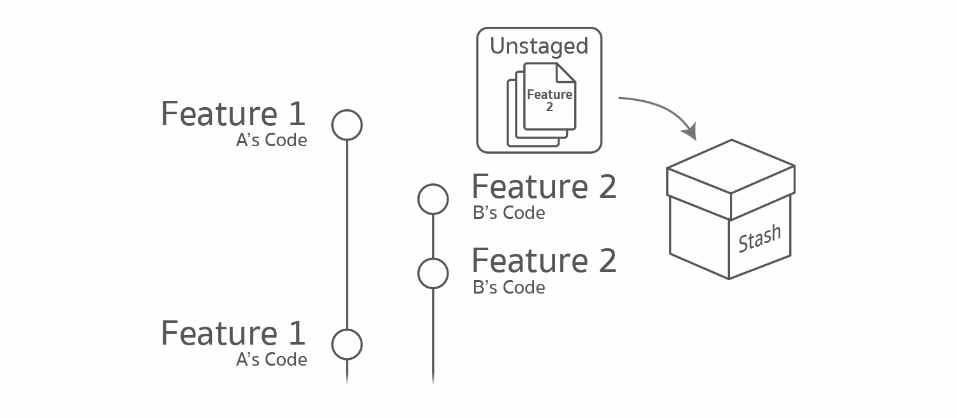 Unstaged
Feature
2
Feature 1
A's Code
Feature 2
B's Code
Stash
Feature 2
B's Code
Feature 1
A's Code